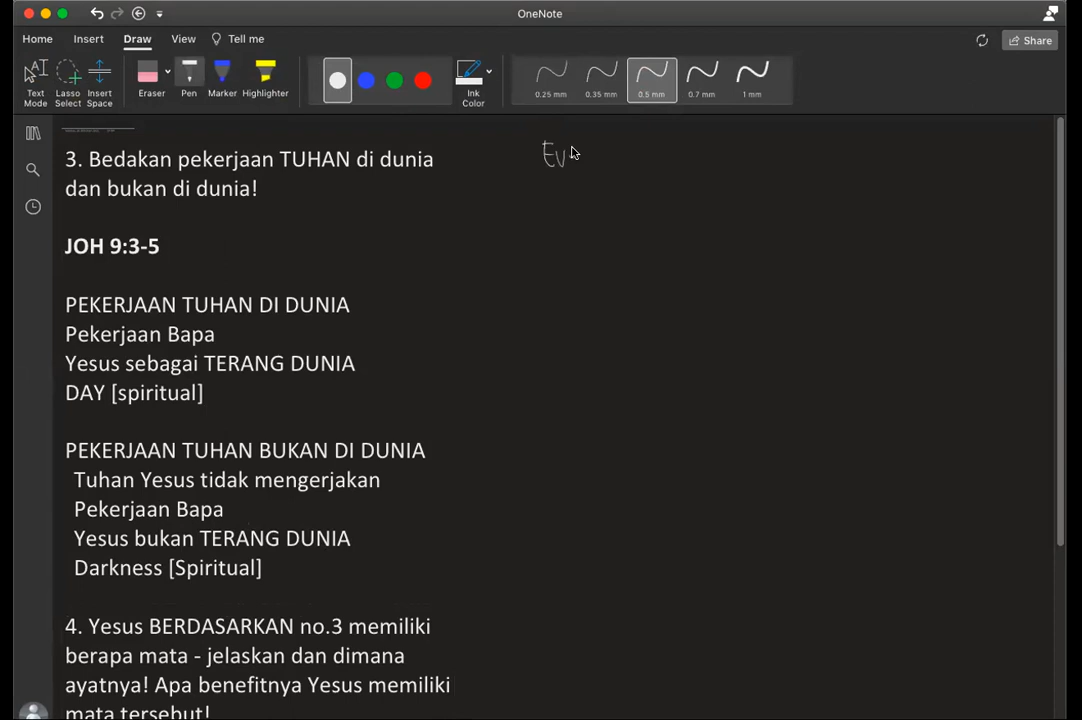 OneNote
Home Insert Draw View Tell me
Share
Text Mode
Lasso Select
Insert Space
Eraser
Pen
Marker
Highlighter
Ink Color
0.25 mm
0.35 mm
0.5 mm
0.7 mm
1 mm
3. Bedakan pekerjaan TUHAN di dunia
dan bukan di dunia!
Ev
JOH 9:3-5
PEKERJAAN TUHAN DI DUNIA
Pekerjaan Bapa
Yesus sebagai TERANG DUNIA
DAY [spiritual]
PEKERJAAN TUHAN BUKAN DI DUNIA
Tuhan Yesus tidak mengerjakan
Pekerjaan Bapa
Yesus bukan TERANG DUNIA
Darkness [Spiritual]
4. Yesus BERDASARKAN no.3 memiliki
berapa mata - jelaskan dan dimana
ayatnya! Apa benefitnya Yesus memiliki
mata tersebut!